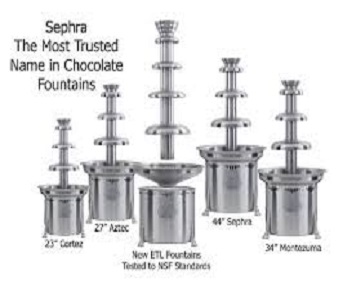 Sephra
The Most Trusted
Name in Chocolate
Fountains
23" Cortez
27" Aztec
44" Sephra
34" Montezuma
Now ETL Fountains
Tested to NSF Standards